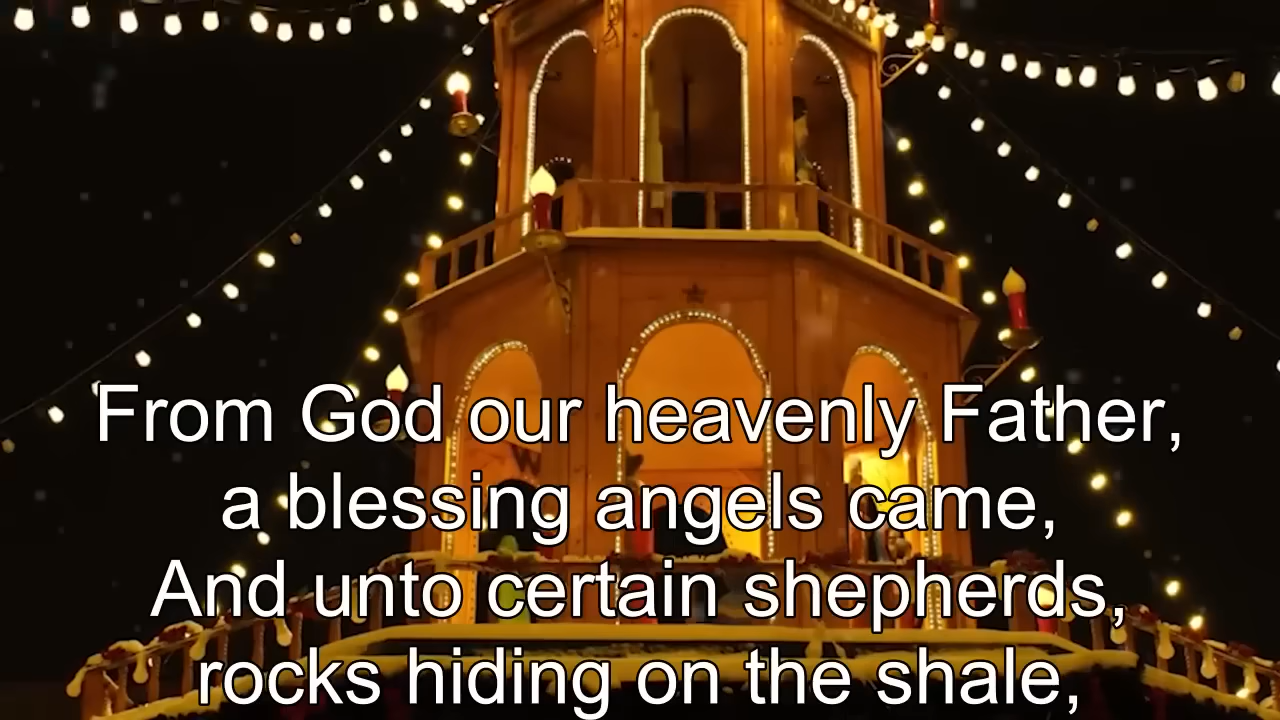 From God our heavenly Father,
a blessing angels came,
And unto certain shepherds,
rocks hiding on the shale,